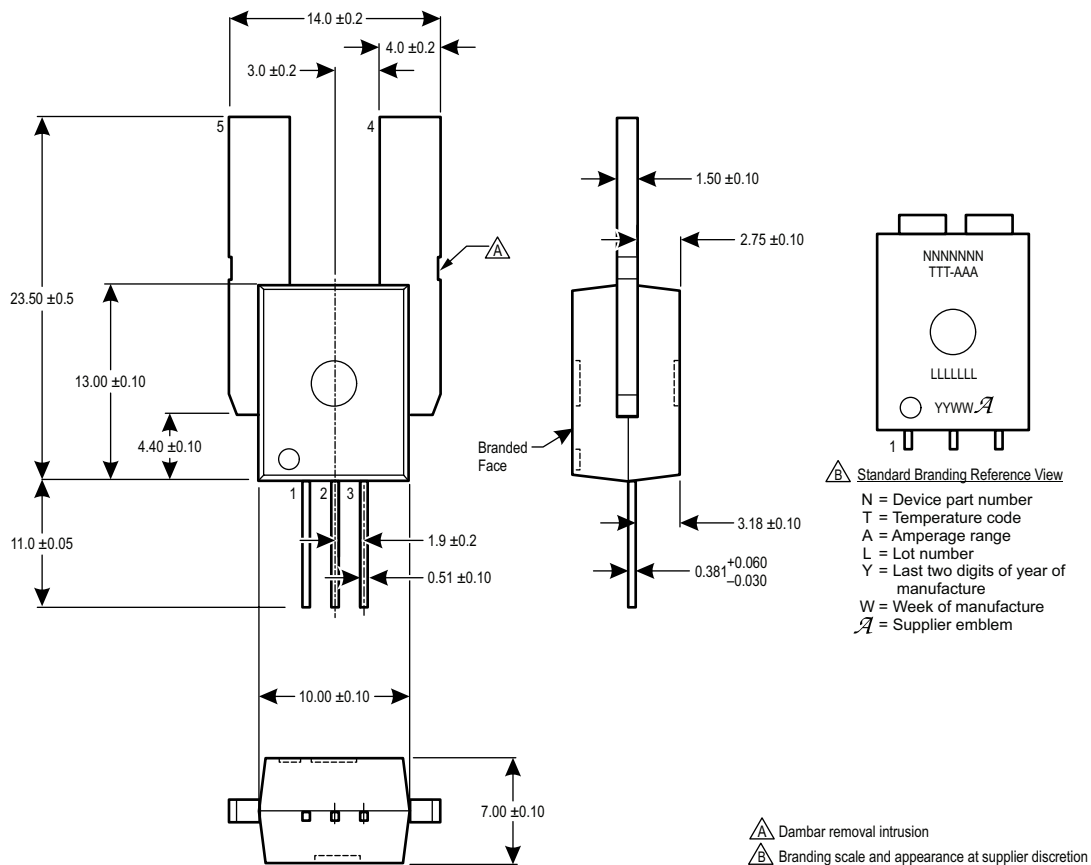 14.0 ±0.2
4.0 ±0.2
3.0 ±0.2
5
4
1.50 ±0.10
2.75 ±0.10
A
23.50 ±0.5
13.00 ±0.10
4.40 ±0.10
Branded
Face
1
2
3
11.0 ±0.05
1.9 ±0.2
0.51 ±0.10
3.18 ±0.10
0.381 +0.060
–0.030
10.00 ±0.10
7.00 ±0.10
NNNNNNN
TTT-AAA
LLLLLLL
YYWW A
1
B Standard Branding Reference View
N = Device part number
T = Temperature code
A = Amperage range
L = Lot number
Y = Last two digits of year of
manufacture
W = Week of manufacture
A = Supplier emblem
A Dambar removal intrusion
B Branding scale and appearance at supplier discretion